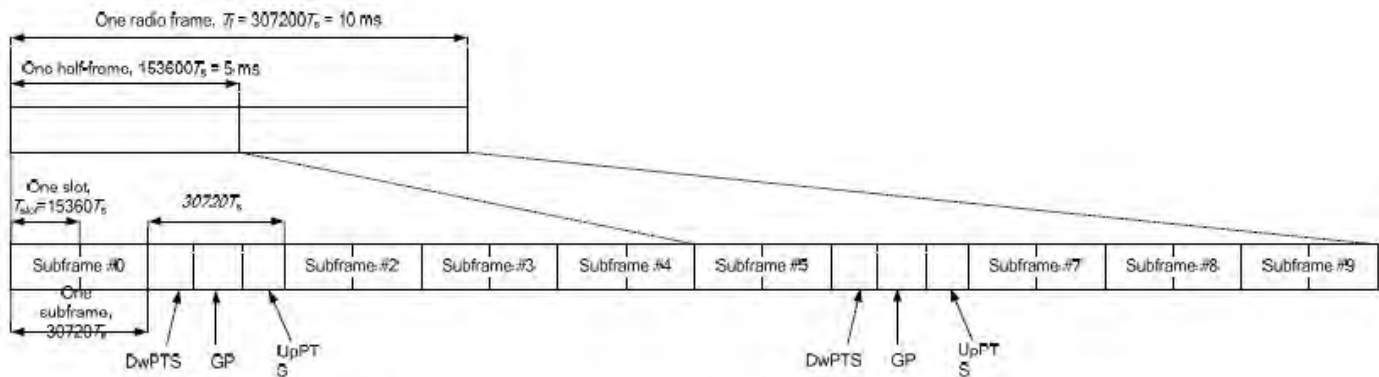 One radio frame, Tf = 307200Ts = 10 ms
One half-frame, 153600Ts = 5 ms
One slot,
Tslot=15360Ts
30720Ts
Subframe #0
Subframe #2
Subframe #3
Subframe #4
Subframe #5
Subframe #7
Subframe #8
Subframe #9
One
subframe,
30720Ts
DwPTS
GP
UpPT
S
DwPTS
GP
UpPT
S